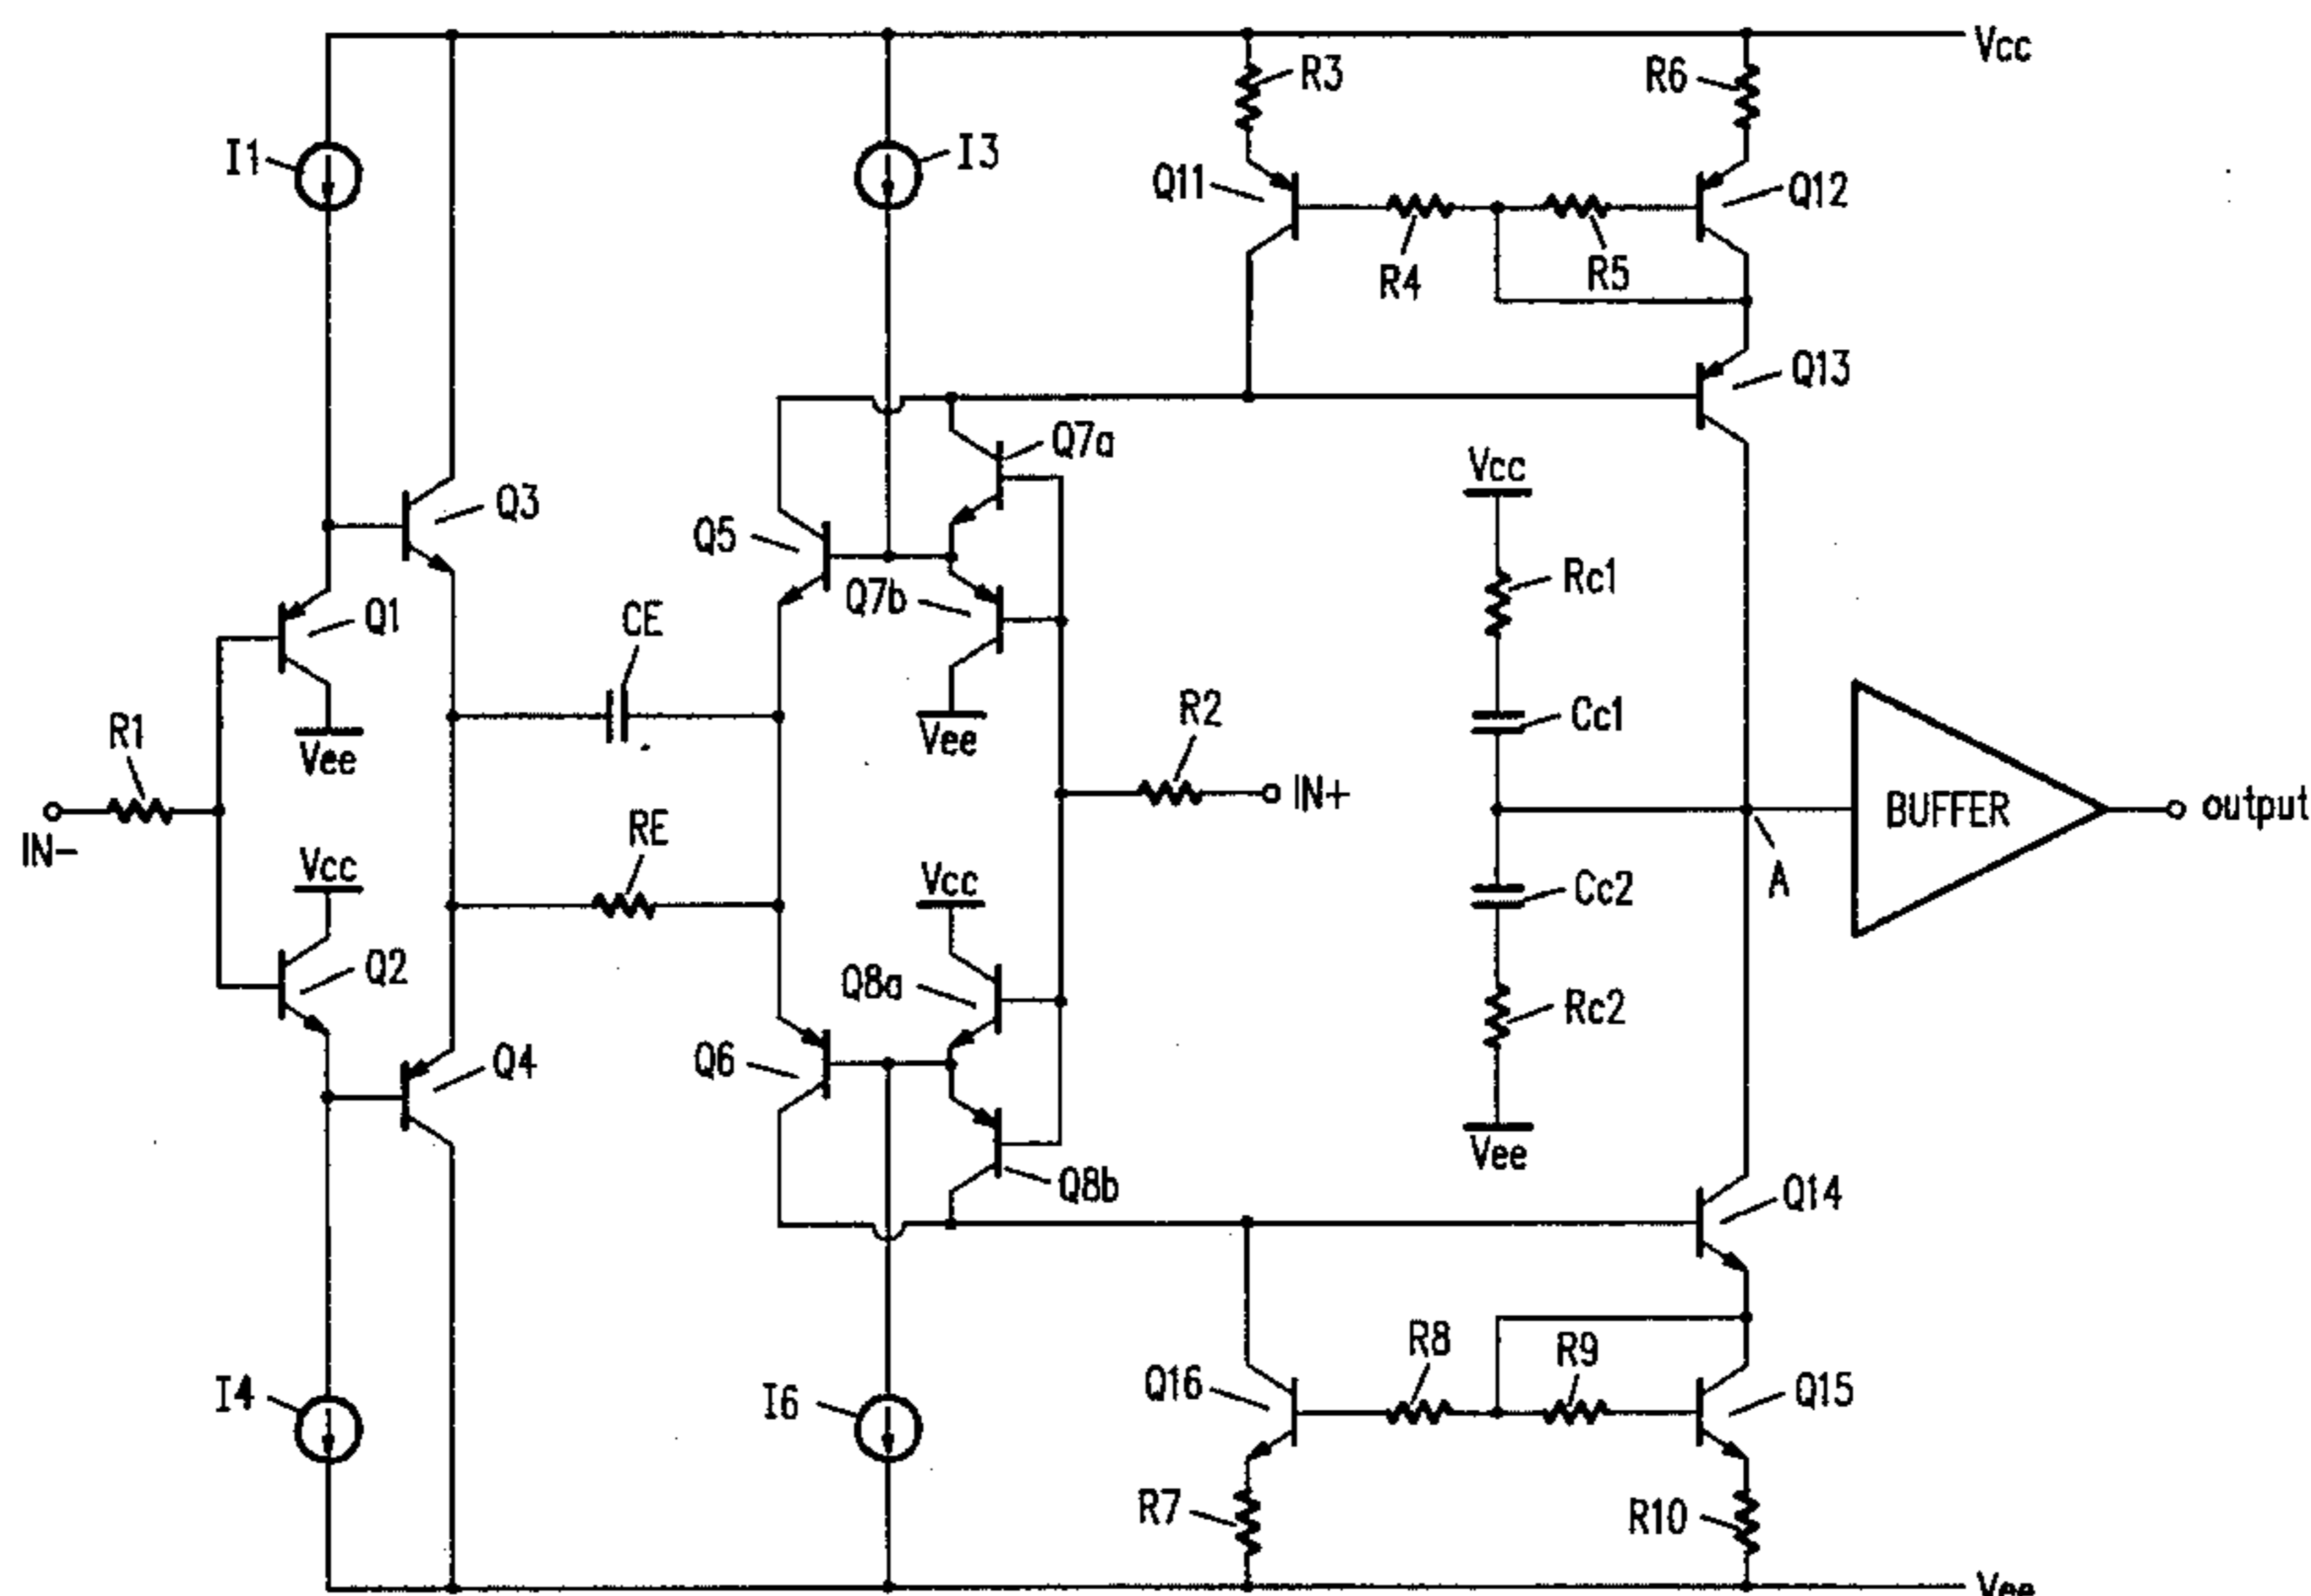 Vcc
R3
R6
I1
I3
Q11
Q12
R4
R5
Q13
Q7a
Vcc
Q3
Q5
Q7b
Rc1
Q1
CE
R1
Vee
Vee
R2
Cc1
IN+
IN-
RE
BUFFER
output
Vcc
Vcc
A
Cc2
Q2
Q8a
Rc2
Q4
Q6
Vee
Q8b
Q14
R8
R9
I4
I6
Q16
Q15
R7
R10
Vee